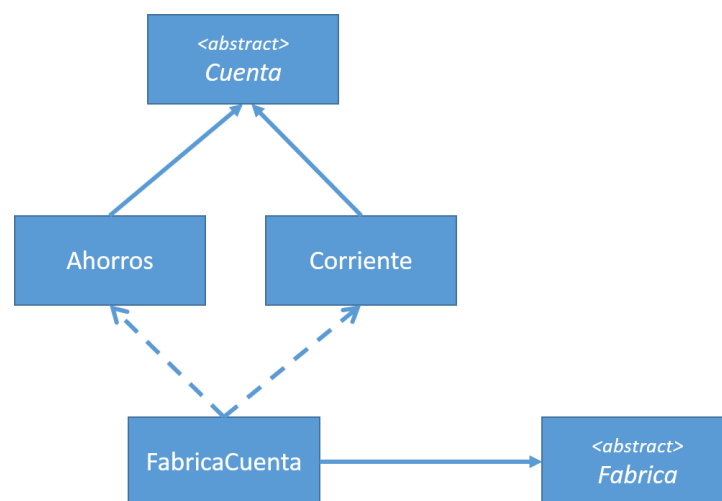 <abstract>
Cuenta
Ahorros
Corriente
FabricaCuenta
<abstract>
Fabrica